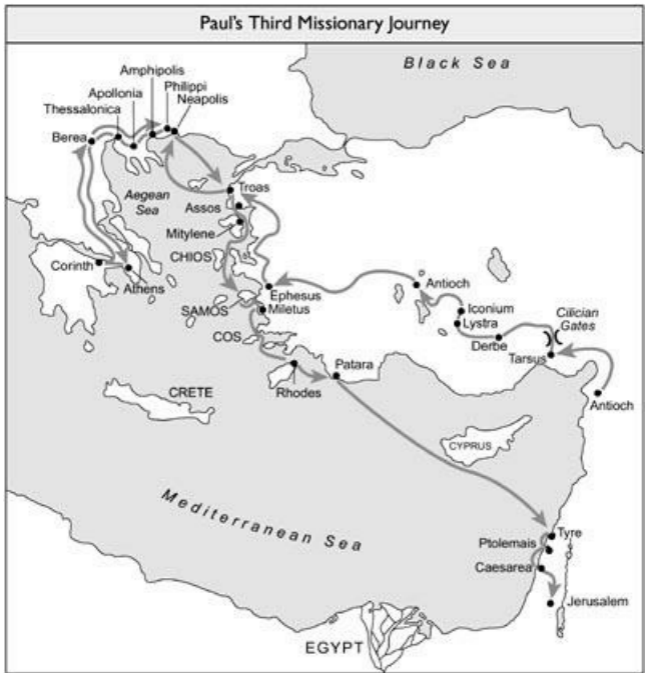 Paul's Third Missionary Journey
Black Sea
Amphipolis
Apollonia
Philippi
Thessalonica
Neapolis
Berea
Troas
Aegean
Sea
Assos
Mitylene
CHIOS
Corinth
Athens
Antioch
Ephesus
Iconium
Cilician
Gates
SAMOS
Miletus
Lystra
COS
Derbe
Tarsus
Patara
Rhodes
CRETE
Antioch
CYPRUS
Mediterranean Sea
Tyre
Ptolemais
Caesarea
Jerusalem
EGYPT